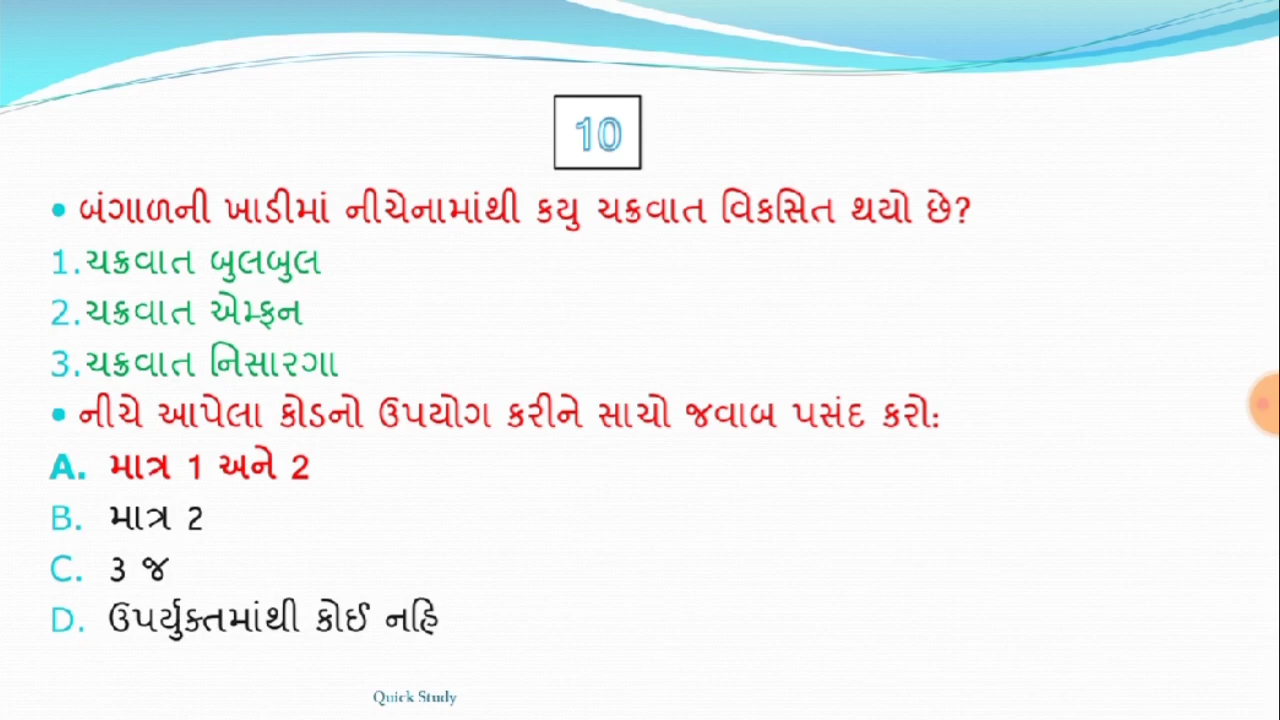 10
• બંગાળની ખાડીમાં નીચેનામાંથી કયુ ચક્રવાત વિકસિત થયો છે?
1.ચક્રવાત બુલબુલ
2.ચક્રવાત એમ્ફન
3.ચક્રવાત નિસારગા
• નીચે આપેલા કોડનો ઉપયોગ કરીને સાચો જવાબ પસંદ કરો:
A. માત્ર 1 અને 2
B. માત્ર 2
C. ૩ જ
D. ઉપર્યુક્તમાંથી કોઈ નહિ
Quick Study